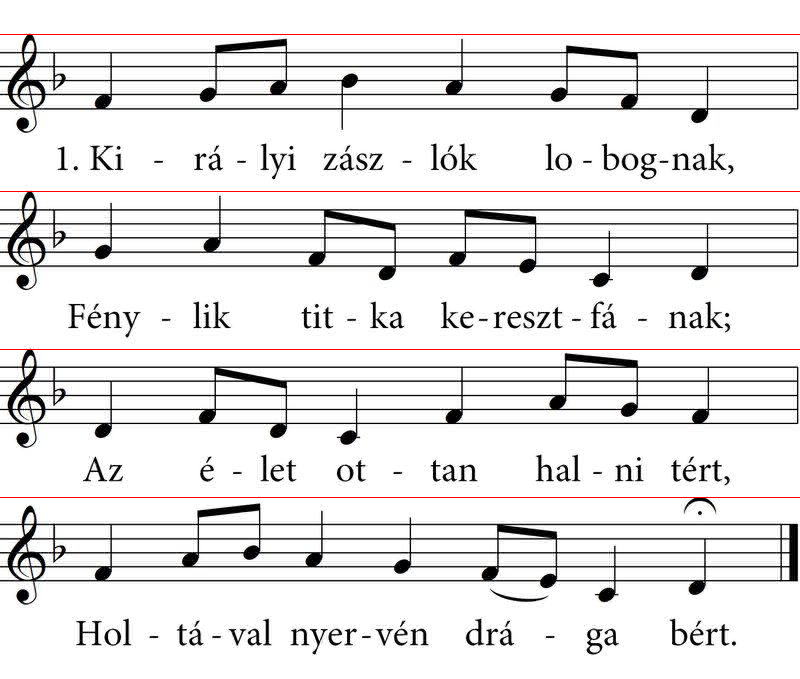 1. Ki - rá - lyi zász - lók lo - bog-nak,
Fény - lik tit - ka ke-reszt-fá - nak;
Az é - let ot - tan hal - ni tért,
Hol - tá - val nyer-vén drá - ga bért.